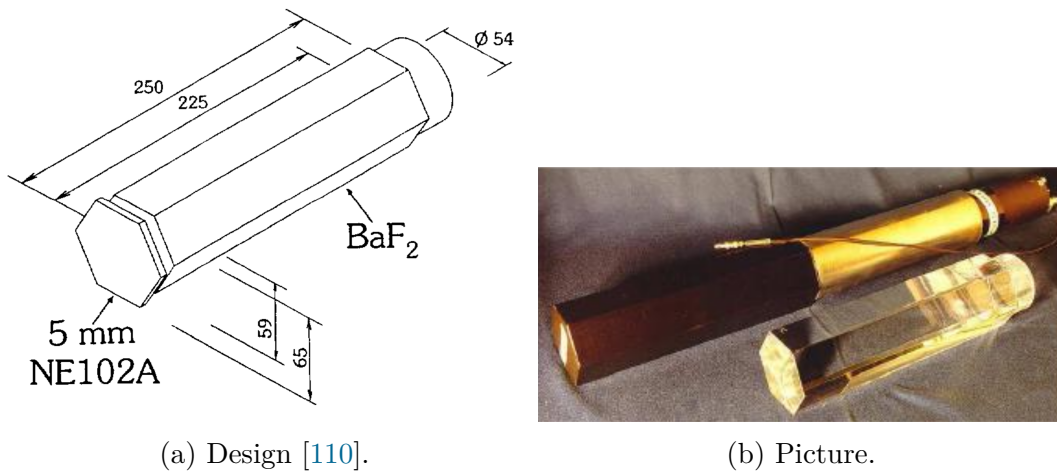 Ø 54
250
225
BaF₂
59
65
5 mm
NE102A
(a) Design [110].
(b) Picture.